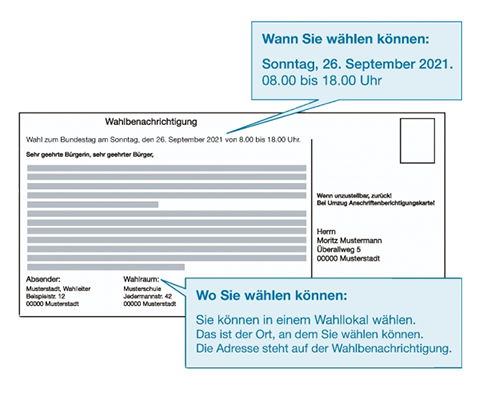 Wann Sie wählen können:
Sonntag, 26. September 2021.
08.00 bis 18.00 Uhr
Wahlbenachrichtigung
Wahl zum Bundestag am Sonntag, den 26. September 2021 von 8.00 bis 18.00 Uhr.
Sehr geehrte Bürgerin, sehr geehrter Bürger,
Wenn unzustellbar, zurück!
Bei Umzug Anschriftenberichtigungskarte!
Herrn
Moritz Mustermann
Überallweg 5
00000 Musterstadt
Absender:
Musterstadt, Wahlleiter
Beispielstr. 12
00000 Musterstadt
Wahlraum:
Musterschule
Jedermannstr. 42
00000 Musterstadt
Wo Sie wählen können:
Sie können in einem Wahllokal wählen.
Das ist der Ort, an dem Sie wählen können.
Die Adresse steht auf der Wahlbenachrichtigung.